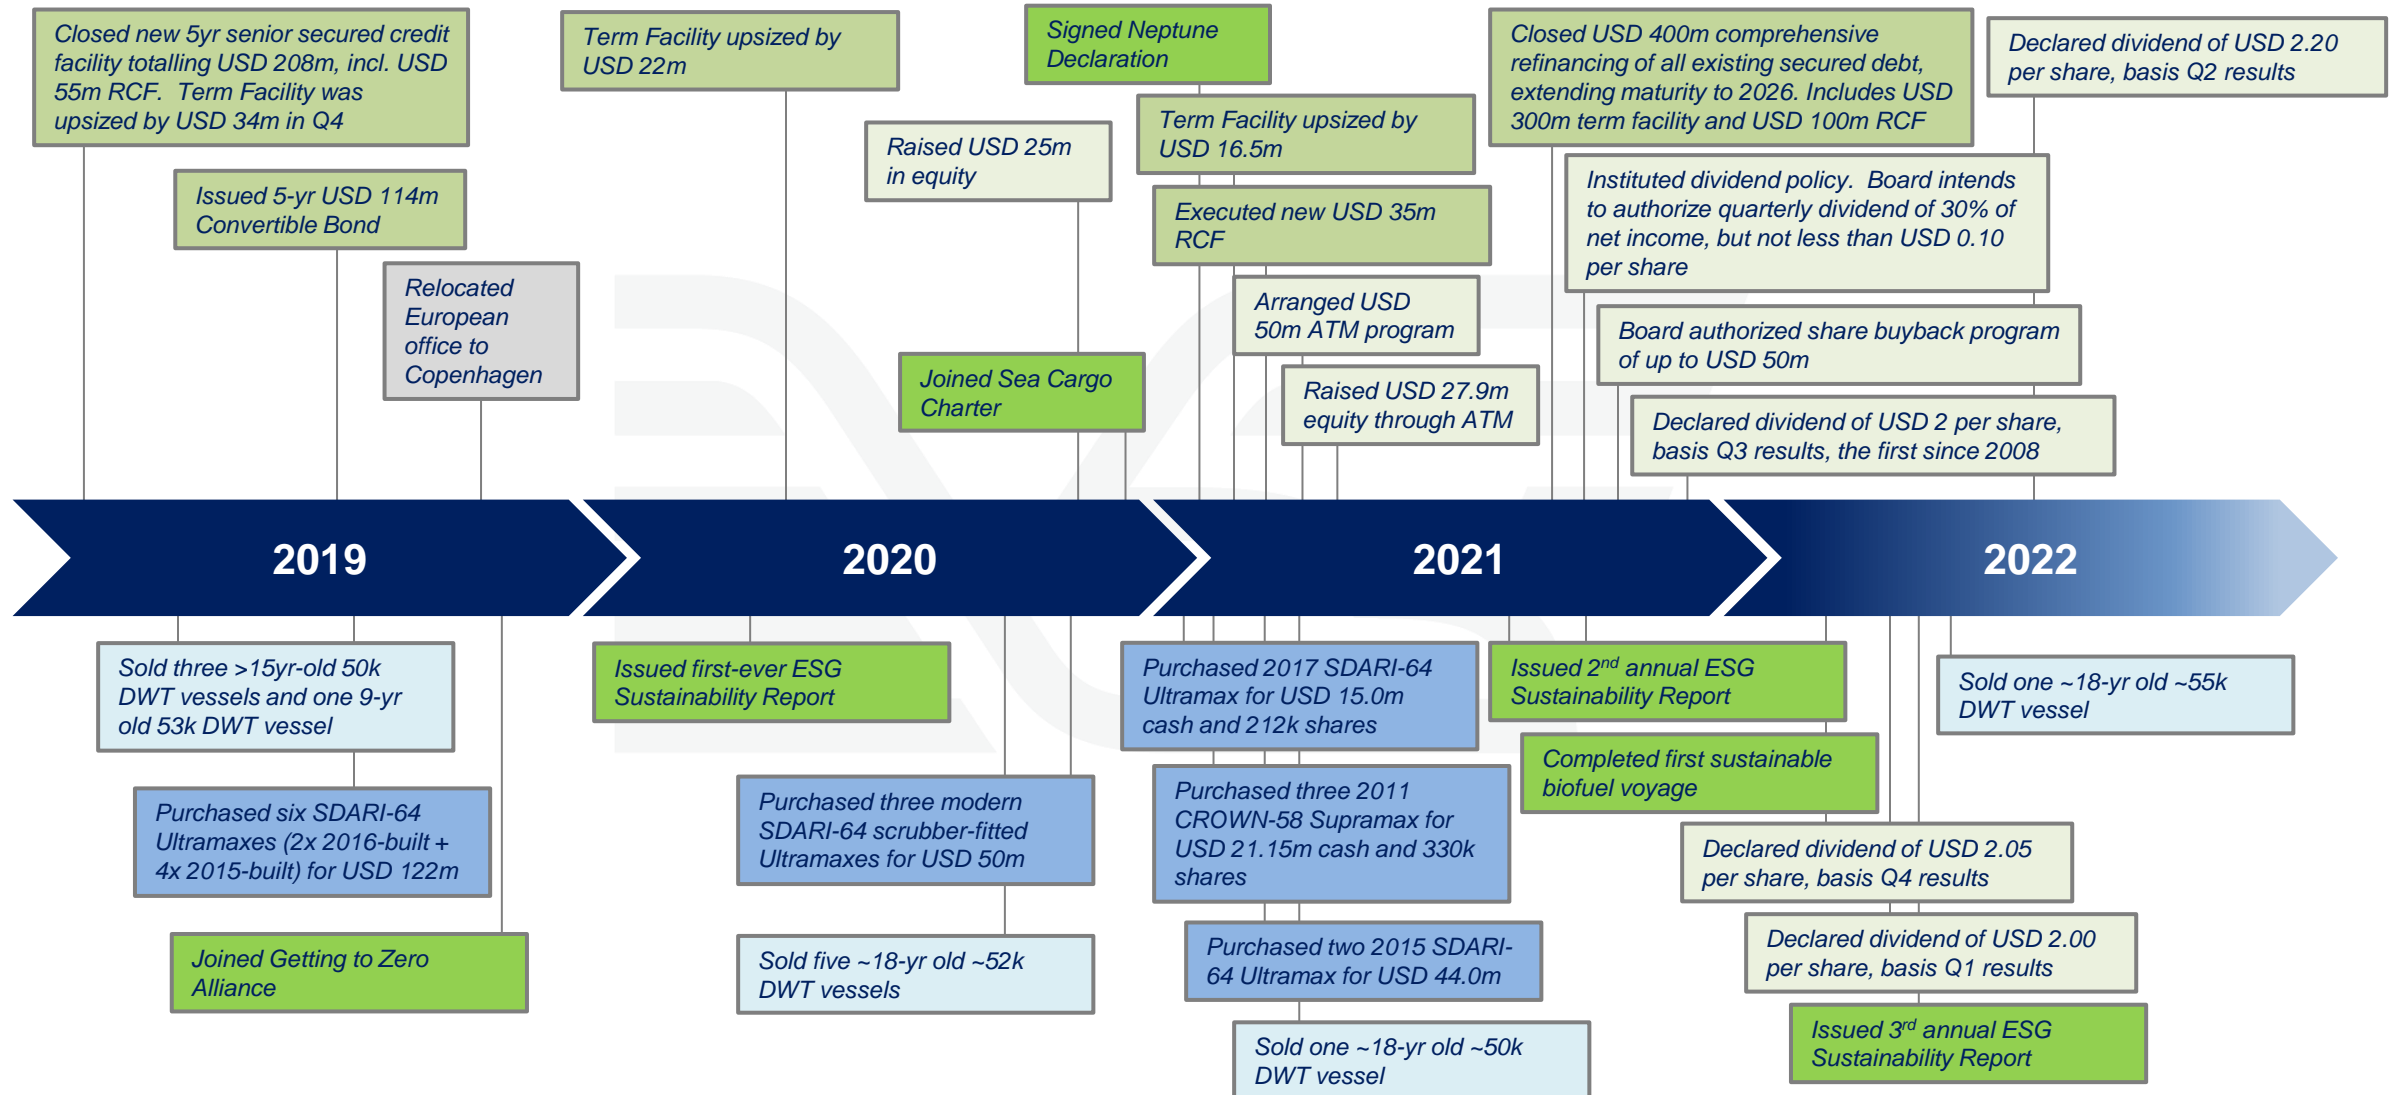 Closed new 5yr senior secured credit
facility totalling USD 208m, incl. USD
55m RCF.  Term Facility was
upsized by USD 34m in Q4
Issued 5-yr USD 114m
Convertible Bond
Relocated
European
office to
Copenhagen
Term Facility upsized by
USD 22m
Raised USD 25m
in equity
Joined Sea Cargo
Charter
Signed Neptune
Declaration
Term Facility upsized by
USD 16.5m
Executed new USD 35m
RCF
Arranged USD
50m ATM program
Raised USD 27.9m
equity through ATM
Closed USD 400m comprehensive
refinancing of all existing secured debt,
extending maturity to 2026. Includes USD
300m term facility and USD 100m RCF
Instituted dividend policy.  Board intends
to authorize quarterly dividend of 30% of
net income, but not less than USD 0.10
per share
Board authorized share buyback program
of up to USD 50m
Declared dividend of USD 2 per share,
basis Q3 results, the first since 2008
Declared dividend of USD 2.20
per share, basis Q2 results
2019
2020
2021
2022
Sold three >15yr-old 50k
DWT vessels and one 9-yr
old 53k DWT vessel
Purchased six SDARI-64
Ultramaxes (2x 2016-built +
4x 2015-built) for USD 122m
Joined Getting to Zero
Alliance
Issued first-ever ESG
Sustainability Report
Purchased three modern
SDARI-64 scrubber-fitted
Ultramaxes for USD 50m
Sold five ~18-yr old ~52k
DWT vessels
Purchased 2017 SDARI-64
Ultramax for USD 15.0m
cash and 212k shares
Purchased three 2011
CROWN-58 Supramax for
USD 21.15m cash and 330k
shares
Purchased two 2015 SDARI-
64 Ultramax for USD 44.0m
Sold one ~18-yr old ~50k
DWT vessel
Issued 2nd annual ESG
Sustainability Report
Completed first sustainable
biofuel voyage
Declared dividend of USD 2.05
per share, basis Q4 results
Declared dividend of USD 2.00
per share, basis Q1 results
Issued 3rd annual ESG
Sustainability Report
Sold one ~18-yr old ~55k
DWT vessel